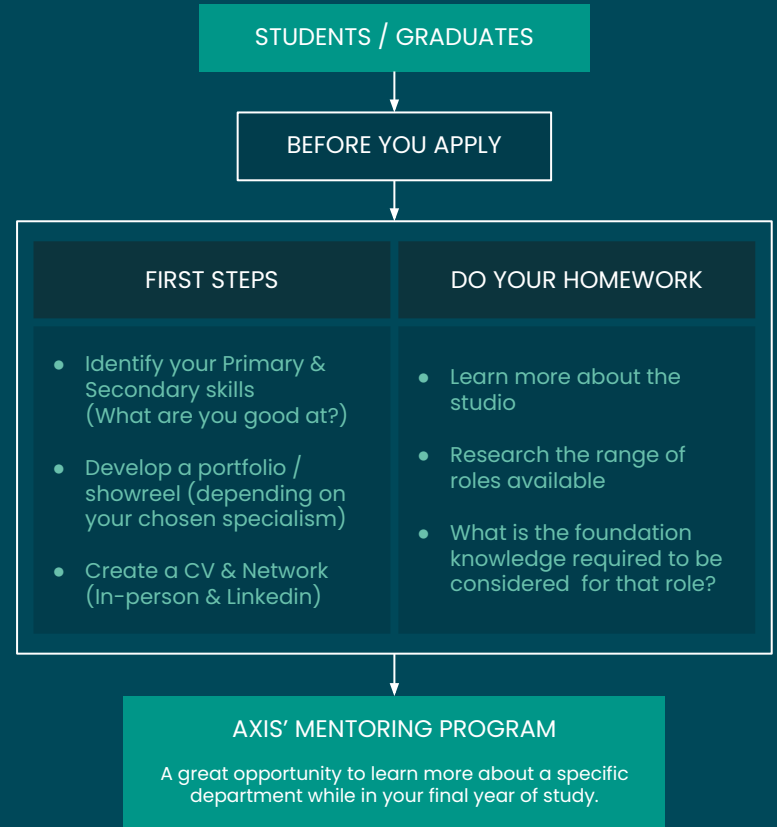 STUDENTS / GRADUATES
BEFORE YOU APPLY
FIRST STEPS
● Identify your Primary &
Secondary skills
(What are you good at?)
● Develop a portfolio /
showreel (depending on
your chosen specialism)
● Create a CV & Network
(In-person & Linkedin)
DO YOUR HOMEWORK
● Learn more about the
studio
● Research the range of
roles available
● What is the foundation
knowledge required to be
considered  for that role?
AXIS’ MENTORING PROGRAM
A great opportunity to learn more about a specific
department while in your final year of study.